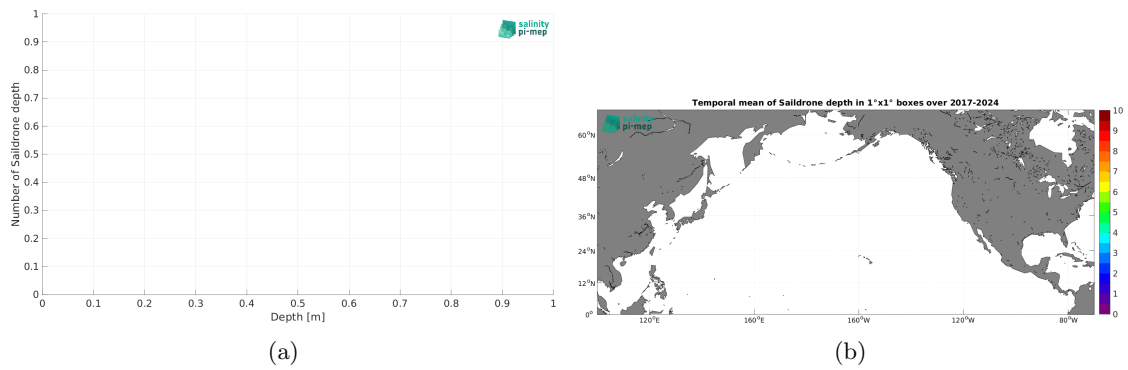 1
0.9
0.8
0.7
0.6
0.5
0.4
0.3
0.2
0.1
0
Number of Saildrone depth
0 0.1 0.2 0.3 0.4 0.5 0.6 0.7 0.8 0.9 1
Depth [m]
salinity
pi-mep
(a)
Temporal mean of Saildrone depth in 1°x1° boxes over 2017-2024
salinity
pi-mep
60°N
48°N
36°N
24°N
12°N
0°
120°E 160°E 160°W 120°W 80°W
10
9
8
7
6
5
4
3
2
1
0
(b)